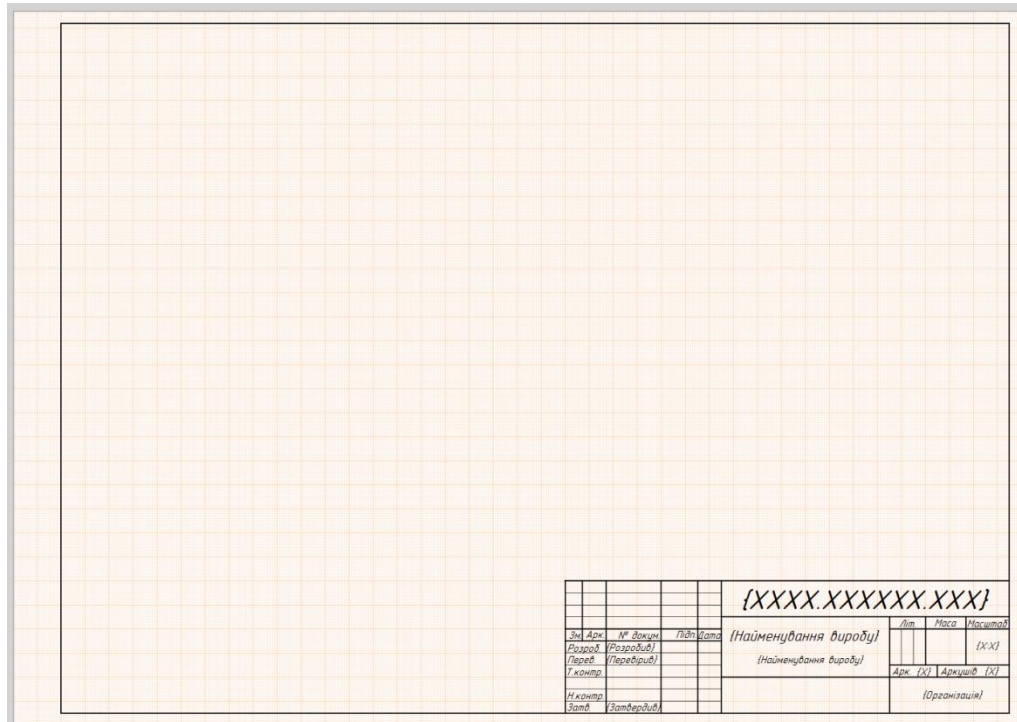 {XXXX.XXXXXX.XXX}
Зм. Арк. № докум. Підп. Дата
Розроб. {Розробив}
Перев. {Перевірив}
Т.контр.
Н.контр.
Затв. {Затвердив}
{Найменування виробу}
{Найменування виробу}
Літ. Маса Масштаб
{X:X}
Арк. {X} Аркушів {X}
{Організація}